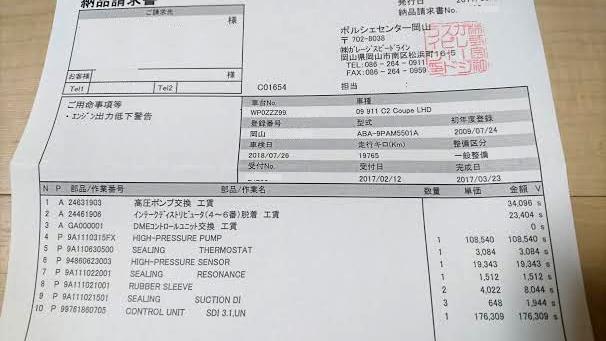 納品請求書
ご請求先
様
様
お客様
Tel1
Tel2
発行日
納品請求書No.
ポルシェセンター岡山
〒702-8038
㈱ガレージスピードライン
岡山県岡山市南区松浜町16-5
TEL:086-264-0911
FAX:086-264-0959
C01654
担当:
ご用命事項等
・エンジン出力低下警告
車台No. 車種
WP0ZZZ99 09 911 C2 Coupe LHD
登録番号 型式 初年度登録
岡山 ABA-9PAM5501A 2009/07/24
車検日 走行キロ(Km) 整備区分
2018/07/26 19765 一般整備
受付No. 受付日 完成日
2017/02/12 2017/03/23
N P 部品/作業番号 部品/作業名 数量 単価 金額 V
1 A 24631903 高圧ポンプ交換 工賃 34,096 s
2 A 24461906 インテークディストリビュータ(4～6番)脱着 工賃 23,404 s
3 A GA000001 DMEコントロールユニット交換 工賃 0 s
4 P 9A1110315FX HIGH-PRESSURE PUMP 1 108,540 108,540 s
5 P 9A110630500 SEALING THERMOSTAT 1 3,084 3,084 s
6 P 94860623003 HIGH-PRESSURE SENSOR 1 19,343 19,343 s
7 P 9A111022001 SEALING RESONANCE 1 1,512 1,512 s
8 P 9A111021001 RUBBER SLEEVE 2 4,022 8,044 s
9 P 9A111021501 SEALING SUCTION DI 3 648 1,944 s
10 P 99761860705 CONTROL UNIT SDI 3.1,UN 1 176,309 176,309 s